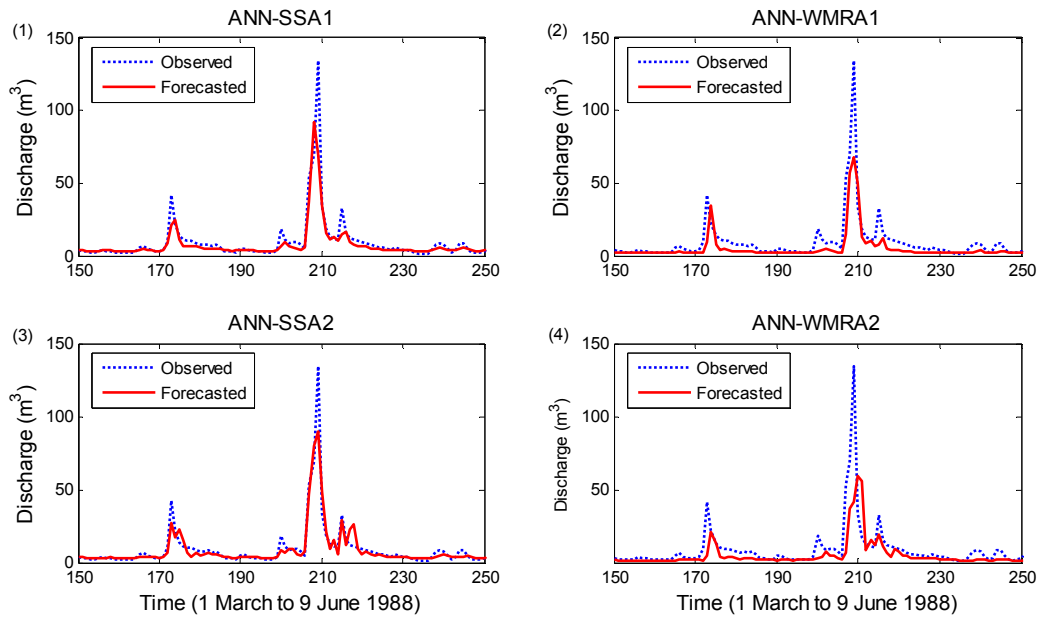 (1)
ANN-SSA1
150
100
50
0
Discharge (m³)
Observed
Forecasted
150 170 190 210 230 250
(2)
ANN-WMRA1
150
100
50
0
Discharge (m³)
Observed
Forecasted
150 170 190 210 230 250
(3)
ANN-SSA2
150
100
50
0
Discharge (m³)
Observed
Forecasted
150 170 190 210 230 250
Time (1 March to 9 June 1988)
(4)
ANN-WMRA2
150
100
50
0
Discharge (m³)
Observed
Forecasted
150 170 190 210 230 250
Time (1 March to 9 June 1988)